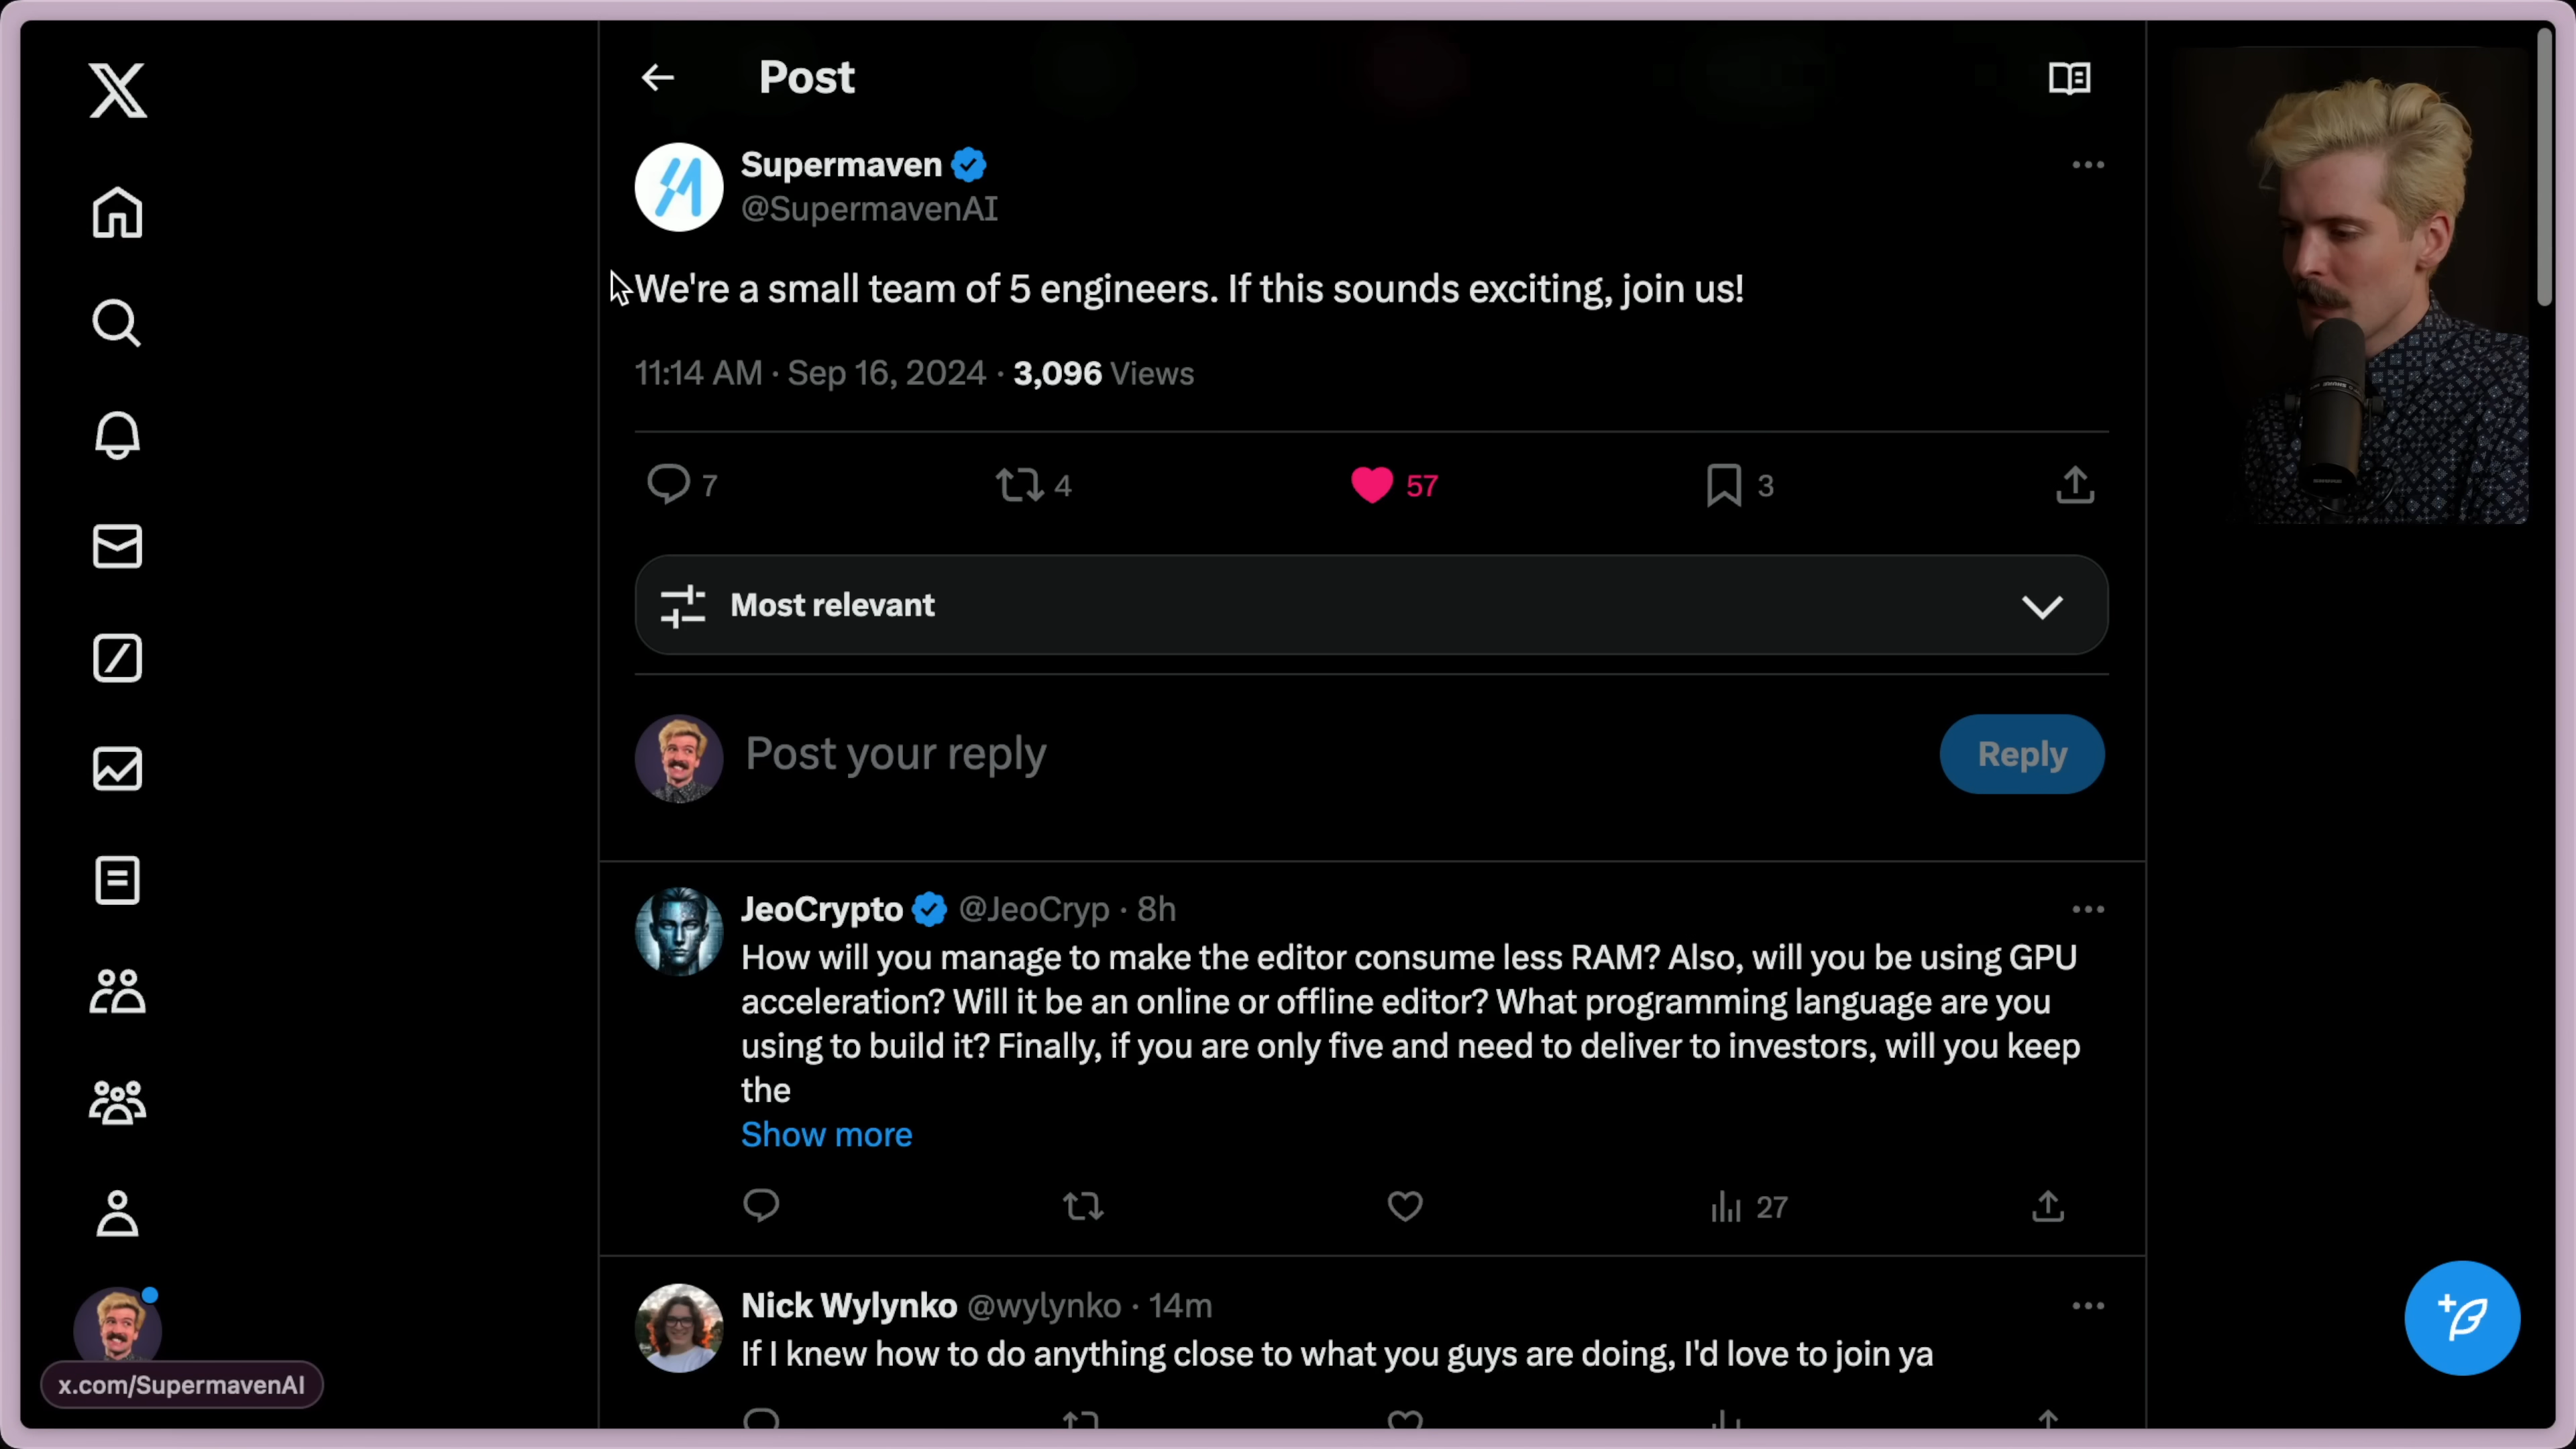 Post
Supermaven
@SupermavenAI
We're a small team of 5 engineers. If this sounds exciting, join us!
11:14 AM · Sep 16, 2024 · 3,096 Views
7 4 57 3
Most relevant
Post your reply
Reply
JeoCrypto @JeoCryp · 8h
How will you manage to make the editor consume less RAM? Also, will you be using GPU
acceleration? Will it be an online or offline editor? What programming language are you
using to build it? Finally, if you are only five and need to deliver to investors, will you keep
the
Show more
27
Nick Wylynko @wylynko · 14m
If I knew how to do anything close to what you guys are doing, I'd love to join ya
x.com/SupermavenAI